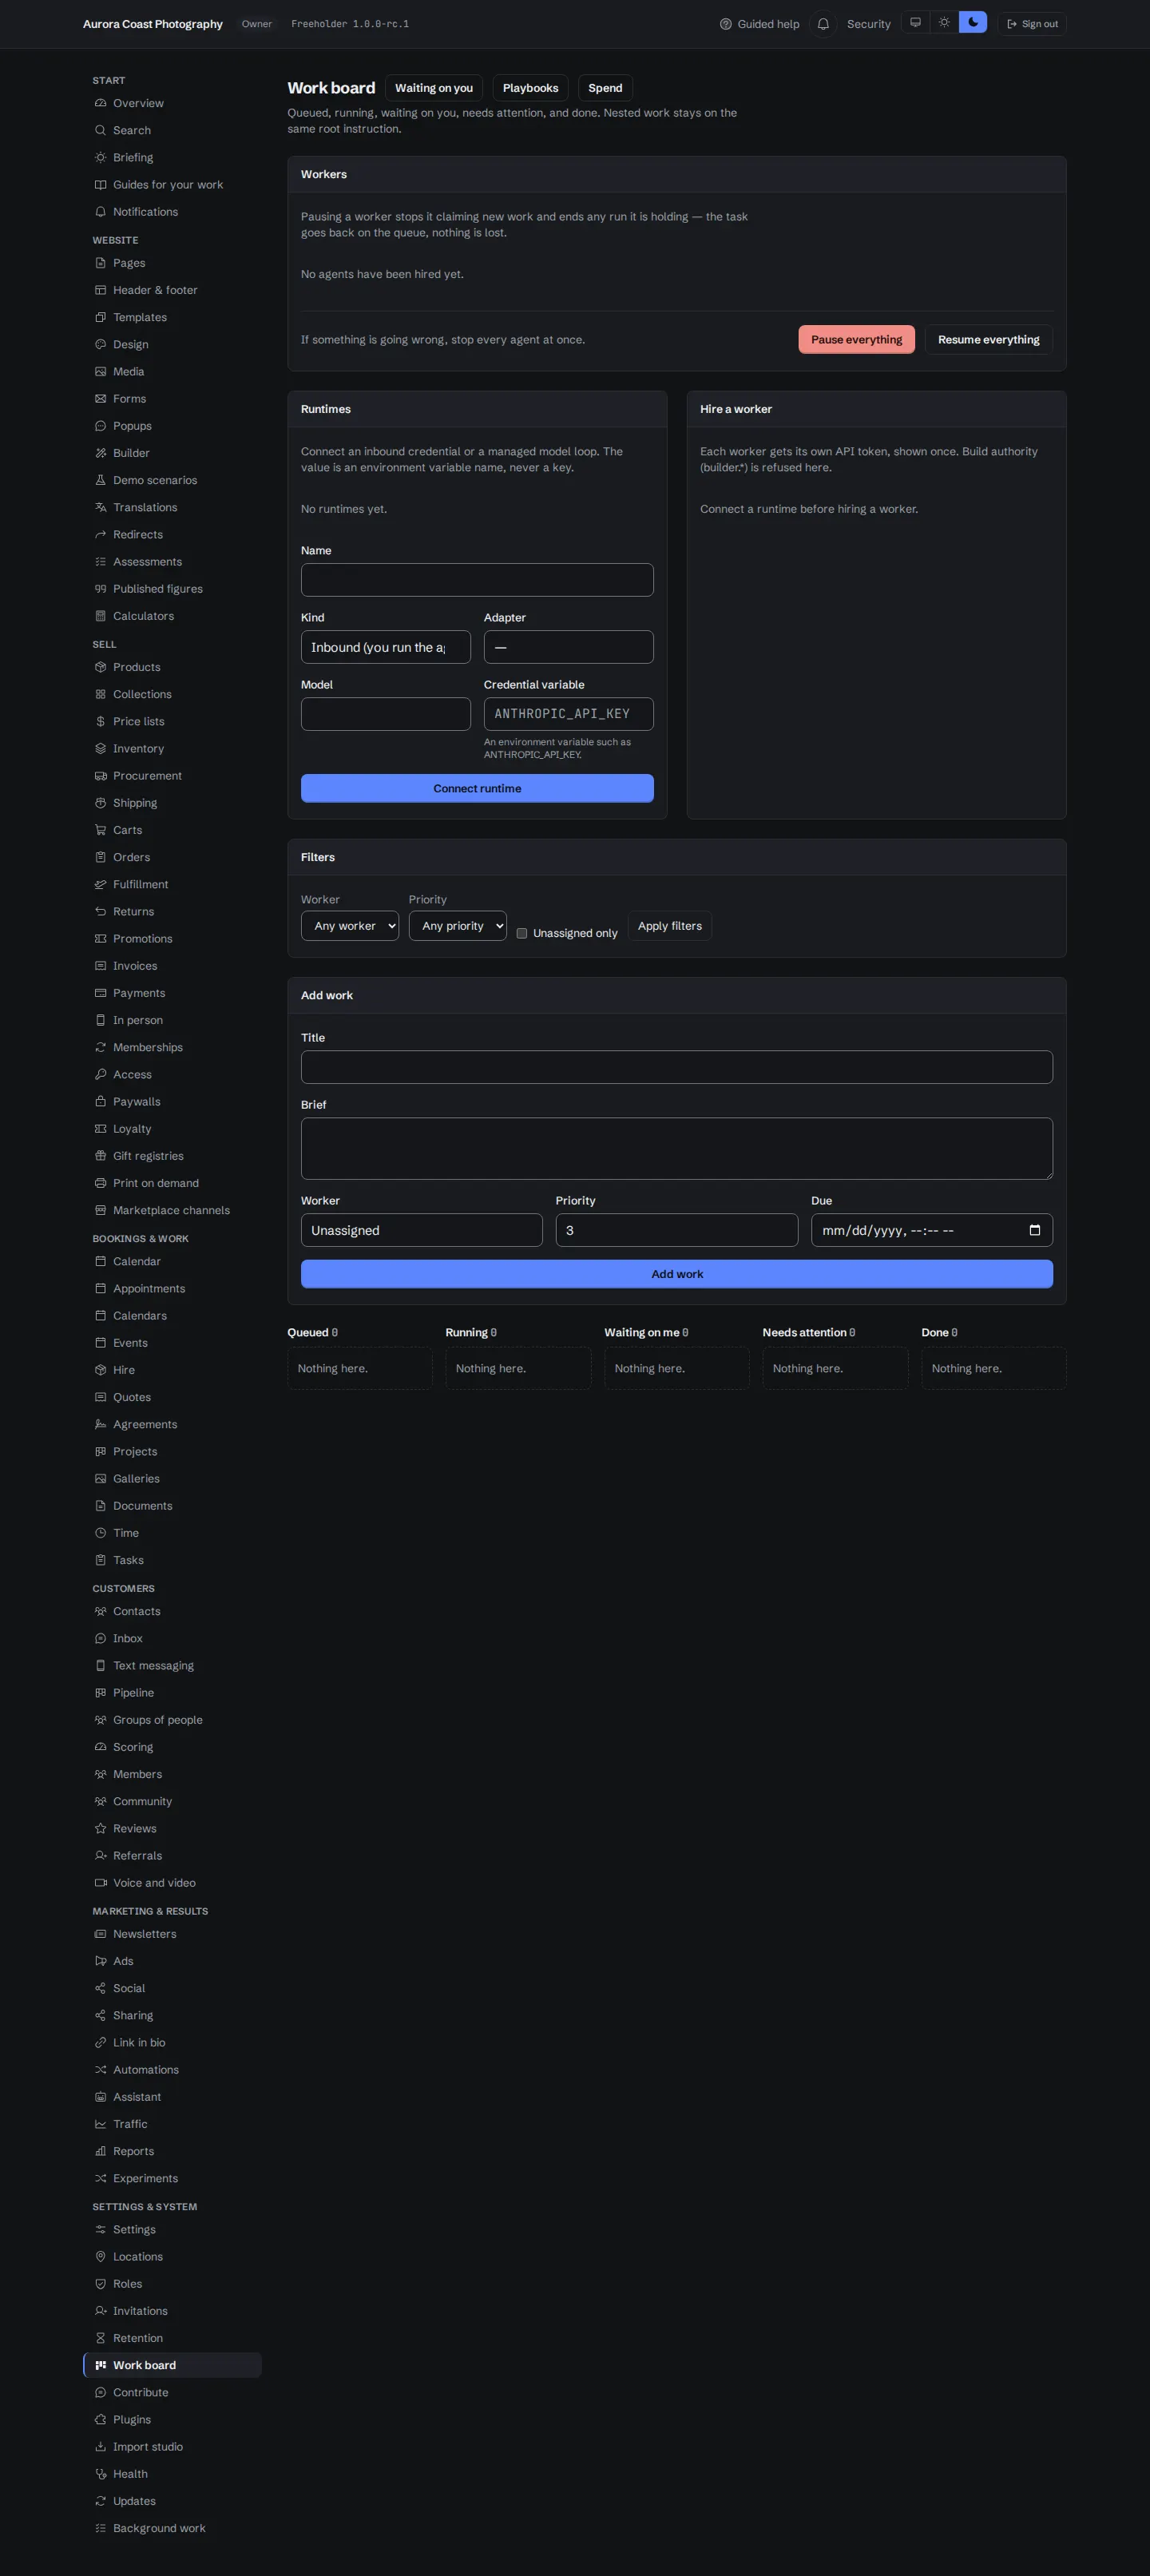 Aurora Coast Photography Owner Freeholder 1.0.0-rc.1 Guided help Security Sign out
START
Overview
Search
Briefing
Guides for your work
Notifications
WEBSITE
Pages
Header & footer
Templates
Design
Media
Forms
Popups
Builder
Demo scenarios
Translations
Redirects
Assessments
Published figures
Calculators
SELL
Products
Collections
Price lists
Inventory
Procurement
Shipping
Carts
Orders
Fulfillment
Returns
Promotions
Invoices
Payments
In person
Memberships
Access
Paywalls
Loyalty
Gift registries
Print on demand
Marketplace channels
BOOKINGS & WORK
Calendar
Appointments
Calendars
Events
Hire
Quotes
Agreements
Projects
Galleries
Documents
Time
Tasks
CUSTOMERS
Contacts
Inbox
Text messaging
Pipeline
Groups of people
Scoring
Members
Community
Reviews
Referrals
Voice and video
MARKETING & RESULTS
Newsletters
Ads
Social
Sharing
Link in bio
Automations
Assistant
Traffic
Reports
Experiments
SETTINGS & SYSTEM
Settings
Locations
Roles
Invitations
Retention
Work board
Contribute
Plugins
Import studio
Health
Updates
Background work
Work board Waiting on you Playbooks Spend
Queued, running, waiting on you, needs attention, and done. Nested work stays on the
same root instruction.
Workers
Pausing a worker stops it claiming new work and ends any run it is holding — the task
goes back on the queue, nothing is lost.
No agents have been hired yet.
If something is going wrong, stop every agent at once. Pause everything Resume everything
Runtimes
Connect an inbound credential or a managed model loop. The
value is an environment variable name, never a key.
No runtimes yet.
Name
Kind Adapter
Inbound (you run the a —
Model Credential variable
ANTHROPIC_API_KEY
An environment variable such as
ANTHROPIC_API_KEY.
Connect runtime
Hire a worker
Each worker gets its own API token, shown once. Build authority
(builder.*) is refused here.
Connect a runtime before hiring a worker.
Filters
Worker Priority
Any worker Any priority Unassigned only Apply filters
Add work
Title
Brief
Worker Priority Due
Unassigned 3 mm/dd/yyyy, --:-- --
Add work
Queued 0 Running 0 Waiting on me 0 Needs attention 0 Done 0
Nothing here. Nothing here. Nothing here. Nothing here. Nothing here.